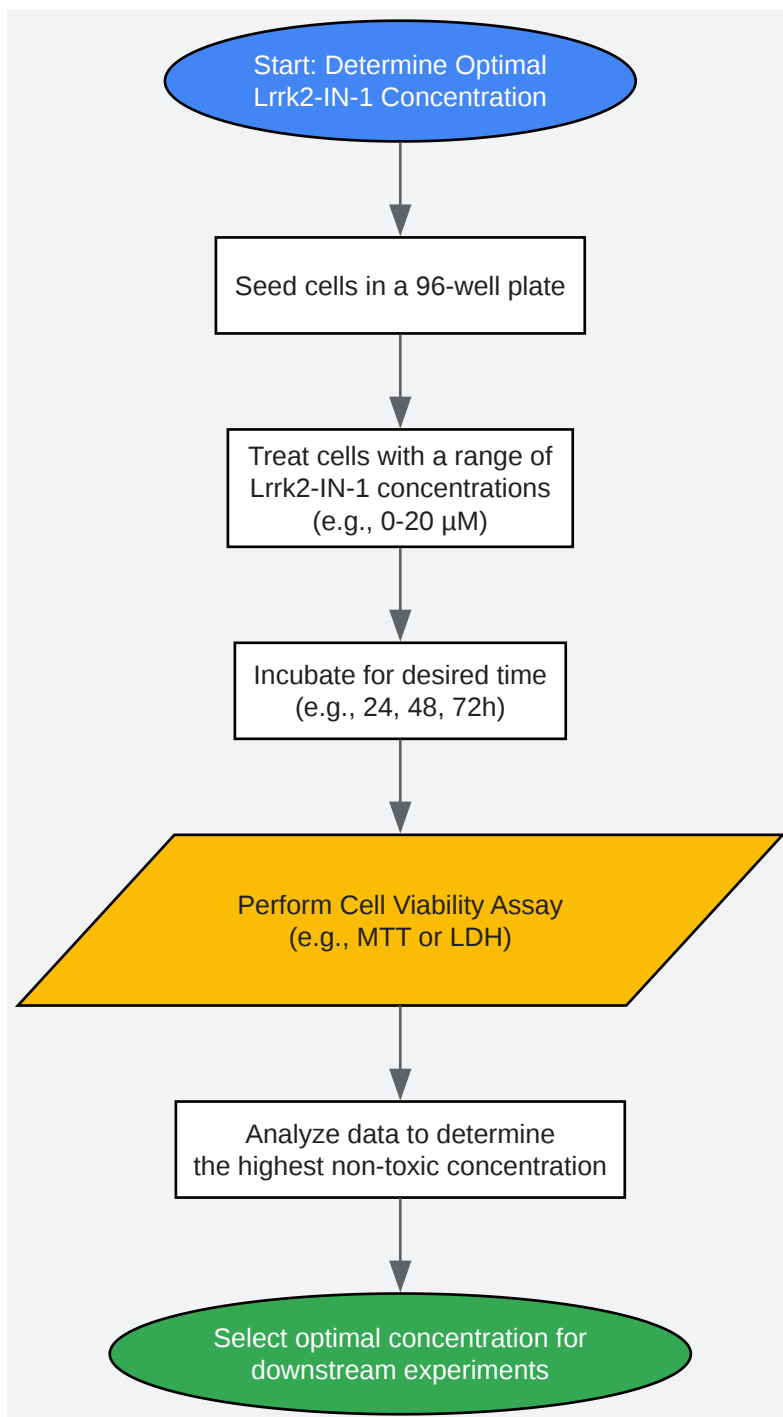 Start: Determine Optimal
Lrrk2-IN-1 Concentration
Seed cells in a 96-well plate
Treat cells with a range of
Lrrk2-IN-1 concentrations
(e.g., 0-20 µM)
Incubate for desired time
(e.g., 24, 48, 72h)
Perform Cell Viability Assay
(e.g., MTT or LDH)
Analyze data to determine
the highest non-toxic concentration
Select optimal concentration for
downstream experiments